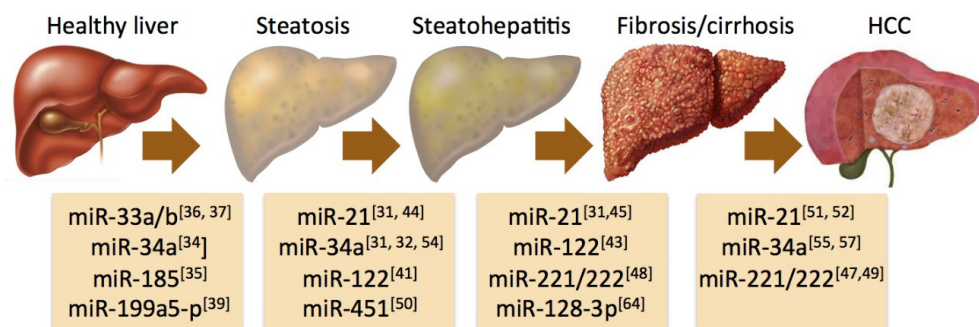 Healthy liver
Steatosis
Steatohepatitis
Fibrosis/cirrhosis
HCC
miR-33a/b[36, 37]
miR-34a[34]
miR-185[35]
miR-199a5-p[39]
miR-21[31, 44]
miR-34a[31, 32, 54]
miR-122[41]
miR-451[50]
miR-21[31,45]
miR-122[43]
miR-221/222[48]
miR-128-3p[64]
miR-21[51, 52]
miR-34a[55, 57]
miR-221/222[47,49]